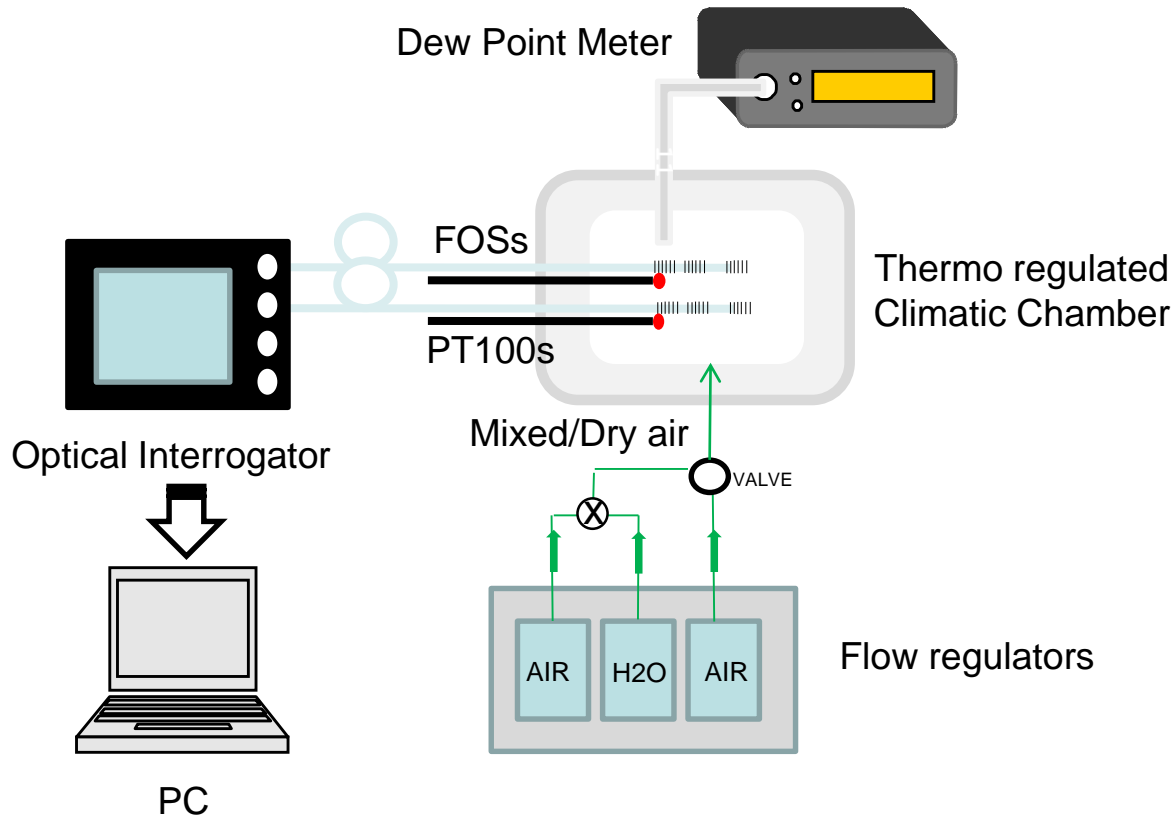 Dew Point Meter
FOSs
PT100s
Thermo regulated
Climatic Chamber
Optical Interrogator
Mixed/Dry air
VALVE
X
AIR
H2O
AIR
Flow regulators
PC